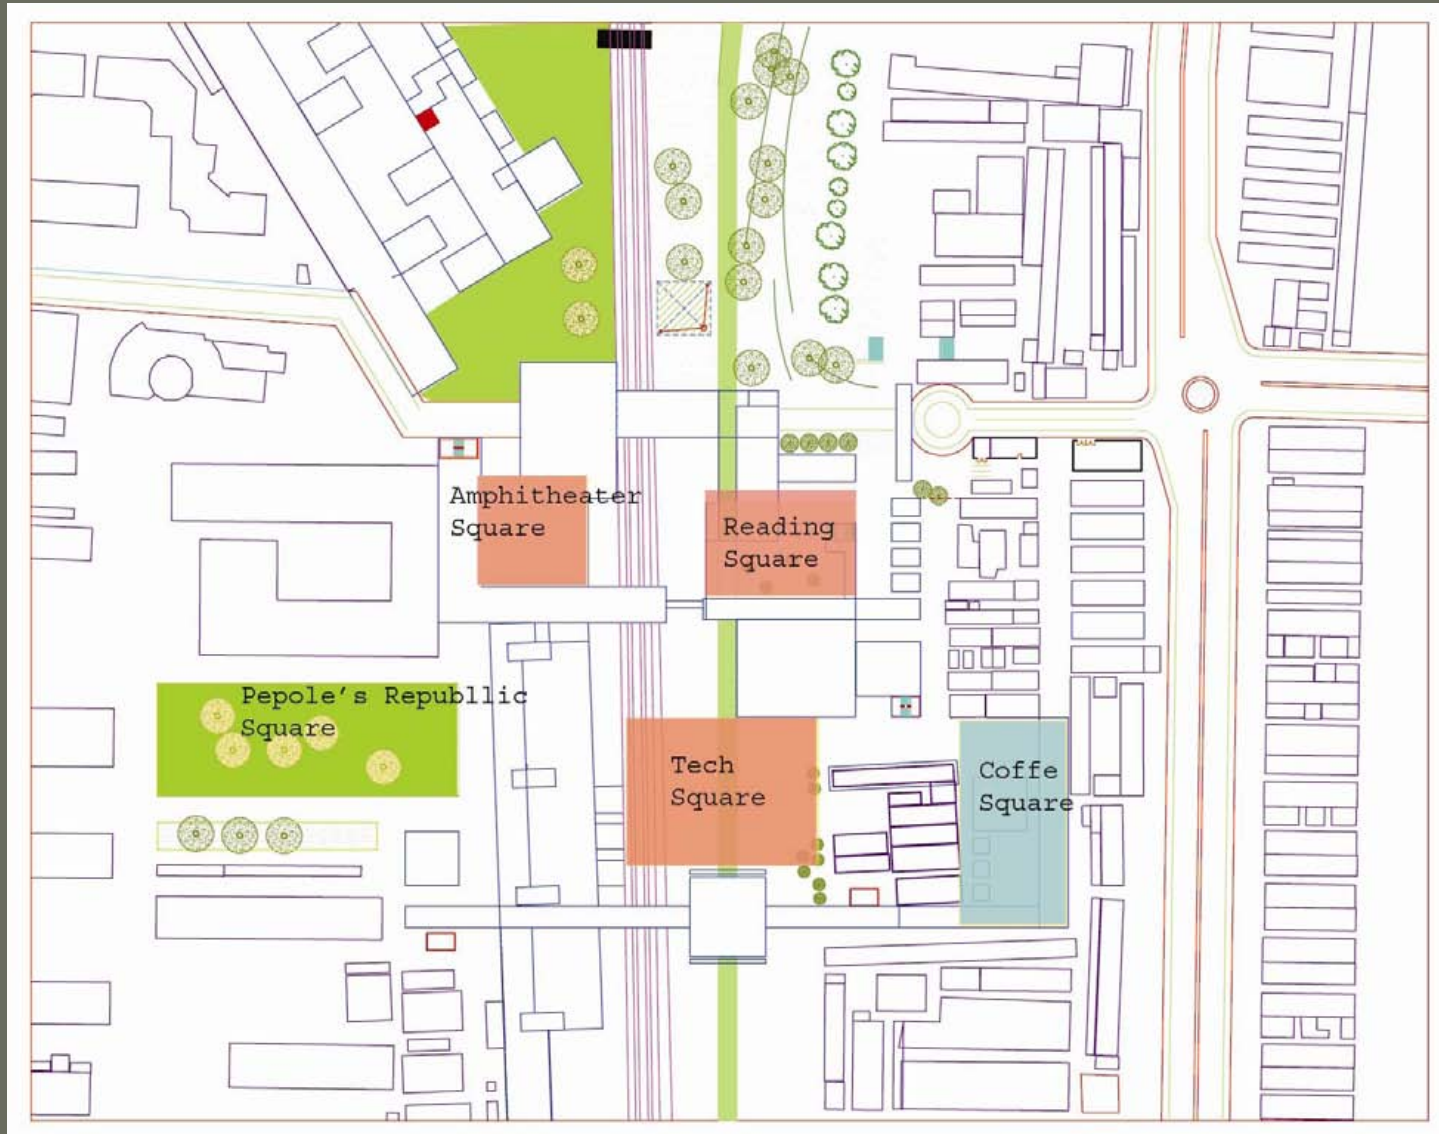 Amphitheater
Square
Reading
Square
Pepole's Republlic
Square
Tech
Square
Coffe
Square